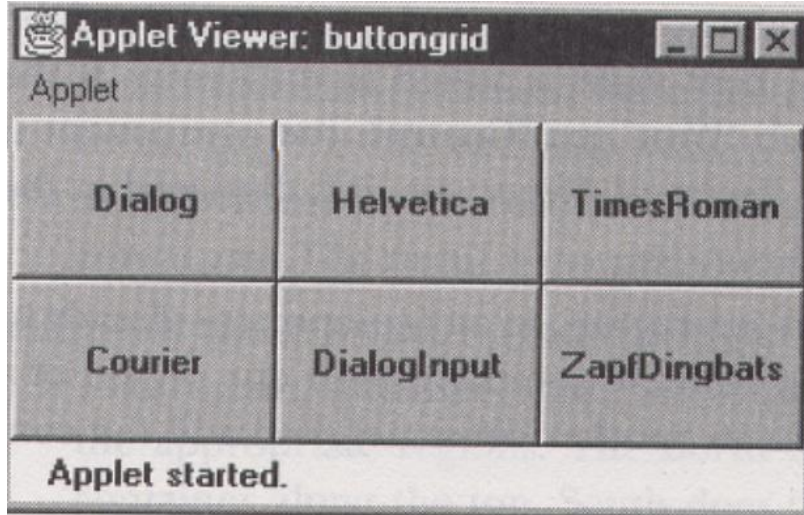 Applet Viewer: buttongrid
Applet
Dialog Helvetica TimesRoman
Courier DialogInput ZapfDingbats
Applet started.